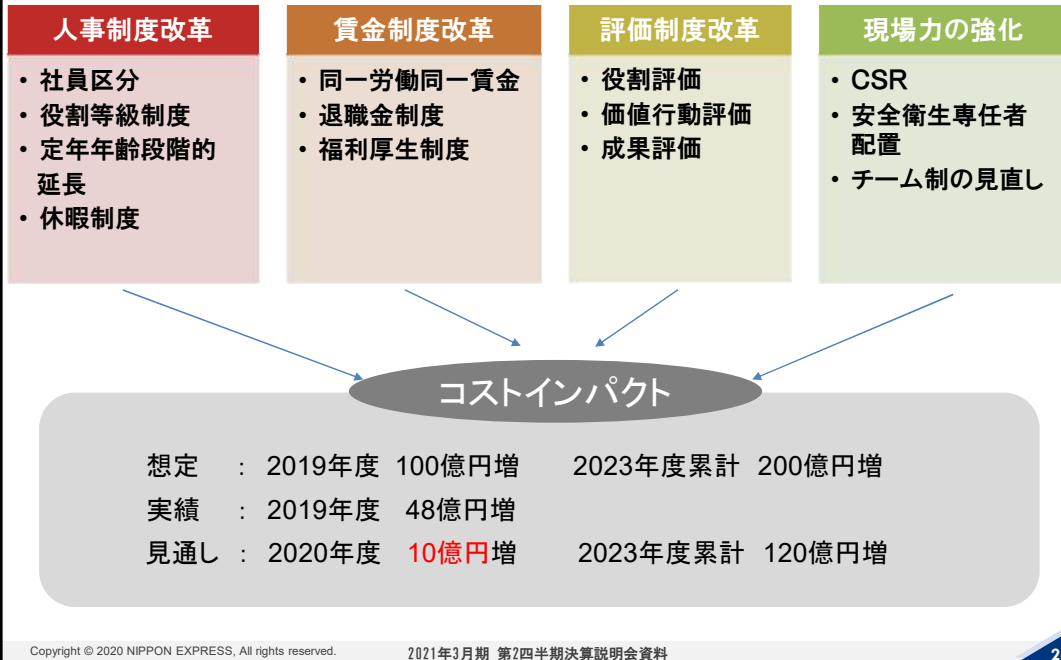 人事制度改革
・ 社員区分
・ 役割等級制度
・ 定年年齢段階的
延長
・ 休暇制度
賃金制度改革
・ 同一労働同一賃金
・ 退職金制度
・ 福利厚生制度
評価制度改革
・ 役割評価
・ 価値行動評価
・ 成果評価
現場力の強化
・ CSR
・ 安全衛生専任者
配置
・ チーム制の見直し
コストインパクト
想定 : 2019年度 100億円増 2023年度累計 200億円増
実績 : 2019年度 48億円増
見通し : 2020年度 10億円増 2023年度累計 120億円増
Copyright © 2020 NIPPON EXPRESS, All rights reserved. 2021年3月期 第2四半期決算説明会資料